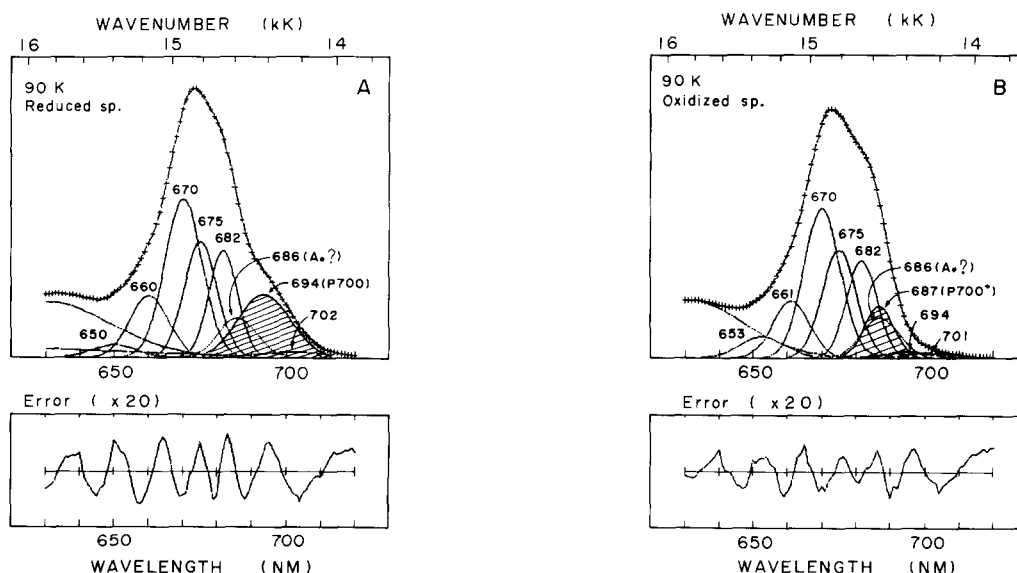 WAVENUMBER (kK)
16 15 14
90 K
Reduced sp.
A
670
675
682
686(A₀?)
694(P700)
660
702
650
650 700
Error (x20)
650 700
WAVELENGTH (NM)
WAVENUMBER (kK)
16 15 14
90 K
Oxidized sp.
B
670
675
682
686(A₀?)
687(P700⁺)
661
694
653
701
650 700
Error (x20)
650 700
WAVELENGTH (NM)